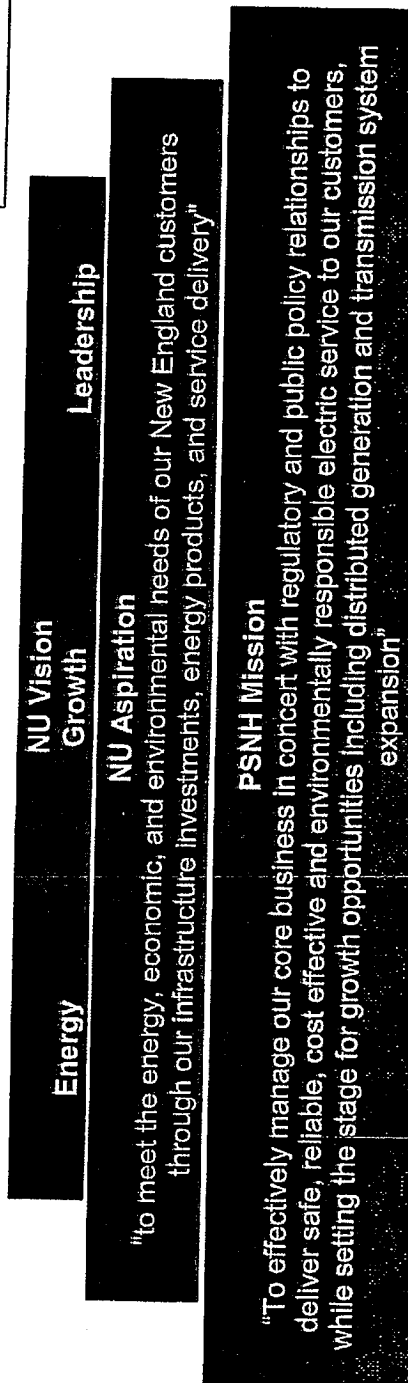 NU Vision
Energy Growth Leadership
NU Aspiration
"to meet the energy, economic, and environmental needs of our New England customers
through our infrastructure investments, energy products, and service delivery"
PSNH Mission
"To effectively manage our core business in concert with regulatory and public policy relationships to
deliver safe, reliable, cost effective and environmentally responsible electric service to our customers,
while setting the stage for growth opportunities including distributed generation and transmission system
expansion"